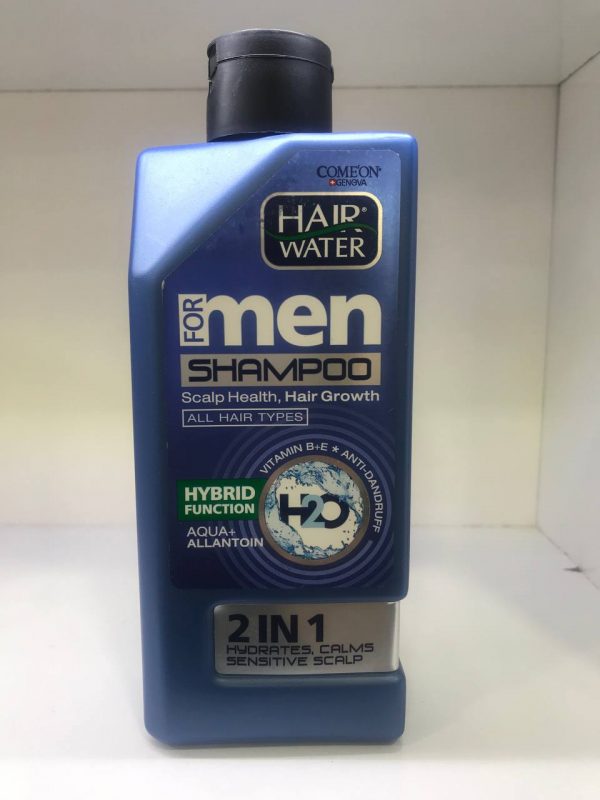 COME'ON
GENOVA
HAIR®
WATER
FOR men
SHAMPOO
Scalp Health, Hair Growth
ALL HAIR TYPES
VITAMIN B+E ★ ANTI-DANDRUFF
HYBRID
FUNCTION
H2O
AQUA+
ALLANTOIN
2 IN 1
HYDRATES, CALMS
SENSITIVE SCALP